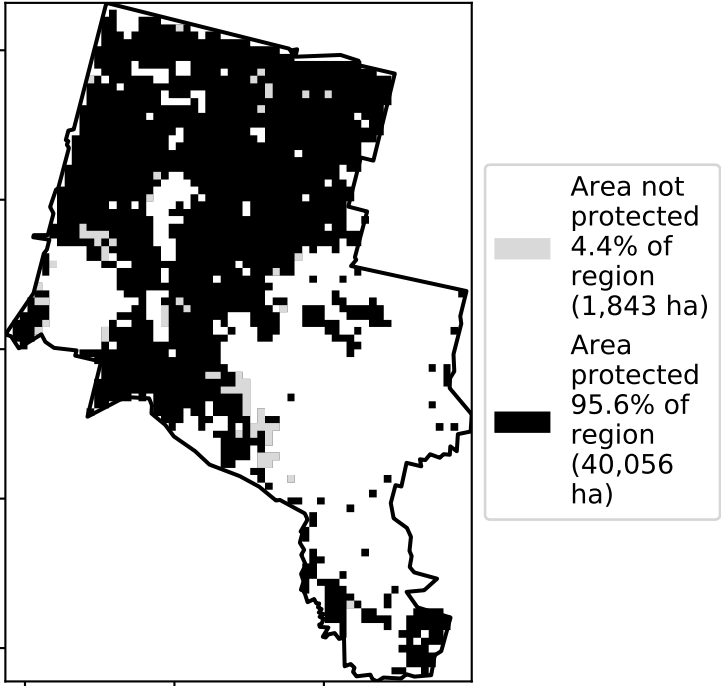 Area not
protected
4.4% of
region
(1,843 ha)
Area
protected
95.6% of
region
(40,056
ha)